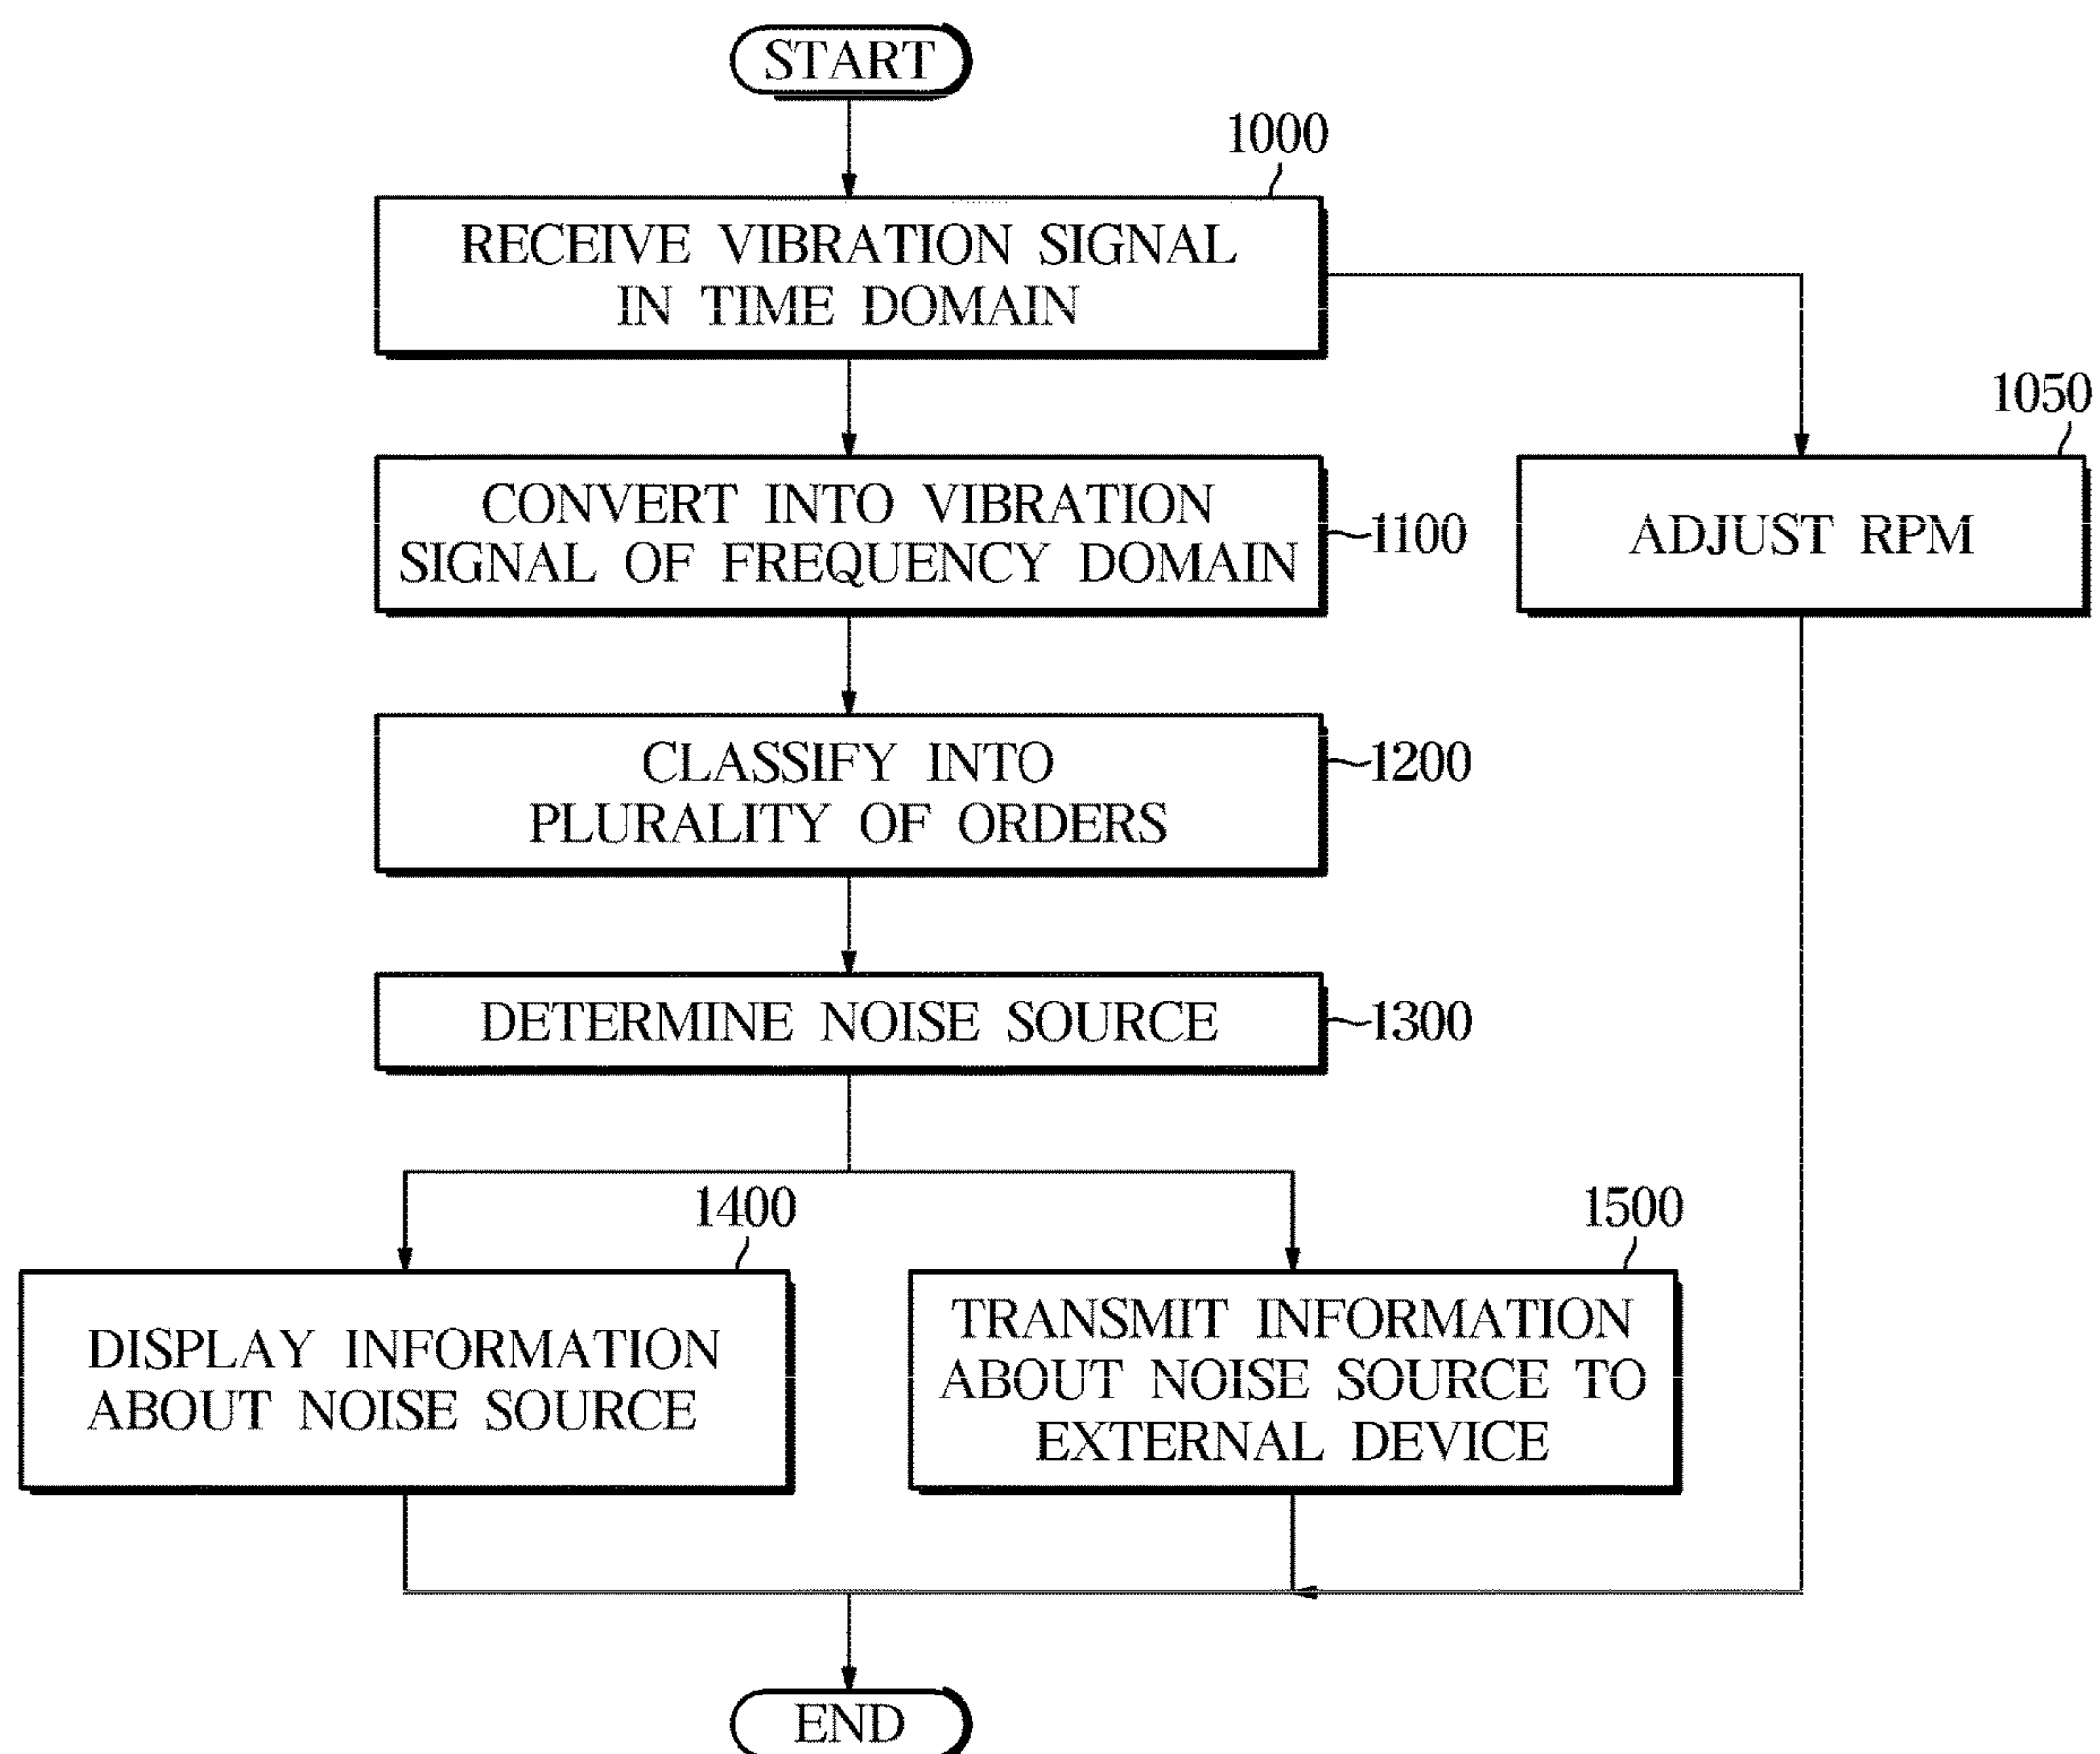 START
1000
RECEIVE VIBRATION SIGNAL
IN TIME DOMAIN
1050
CONVERT INTO VIBRATION
SIGNAL OF FREQUENCY DOMAIN
1100
ADJUST RPM
CLASSIFY INTO
PLURALITY OF ORDERS
1200
DETERMINE NOISE SOURCE
1300
1400
DISPLAY INFORMATION
ABOUT NOISE SOURCE
1500
TRANSMIT INFORMATION
ABOUT NOISE SOURCE TO
EXTERNAL DEVICE
END